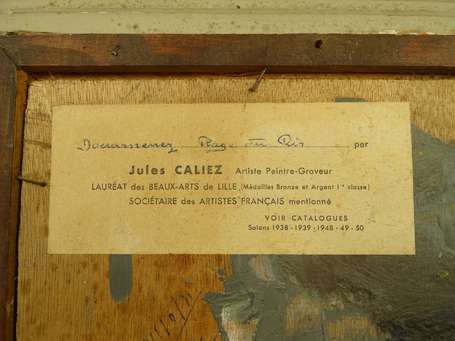 Douarnenez Plage du Ris par
Jules CALIEZ Artiste Peintre-Graveur
LAURÉAT des BEAUX-ARTS de LILLE, (Médailles Bronze et Argent 1re classe)
SOCIÉTAIRE des ARTISTES FRANÇAIS mentionné
VOIR CATALOGUES
Salons 1938-1939-1948-49-50